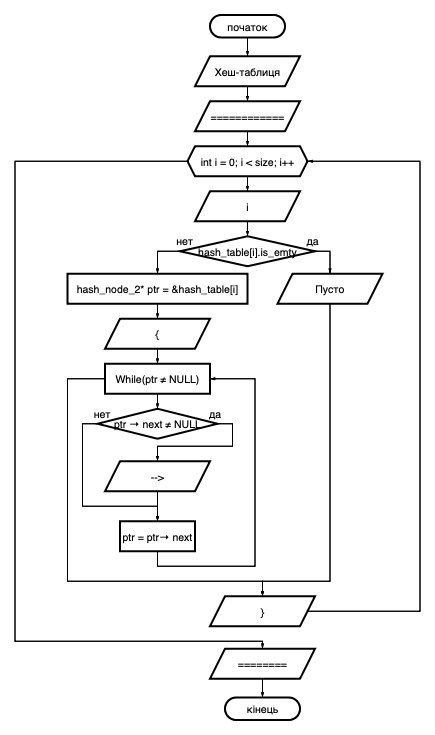 початок
Хеш-таблиця
============
int i = 0; i < size; i++
i
нет
да
hash_table[i].is_emty
hash_node_2* ptr = &hash_table[i]
Пусто
{
While(ptr ≠ NULL)
нет
да
ptr → next ≠ NULL
-->
ptr = ptr→ next
}
========
кінець